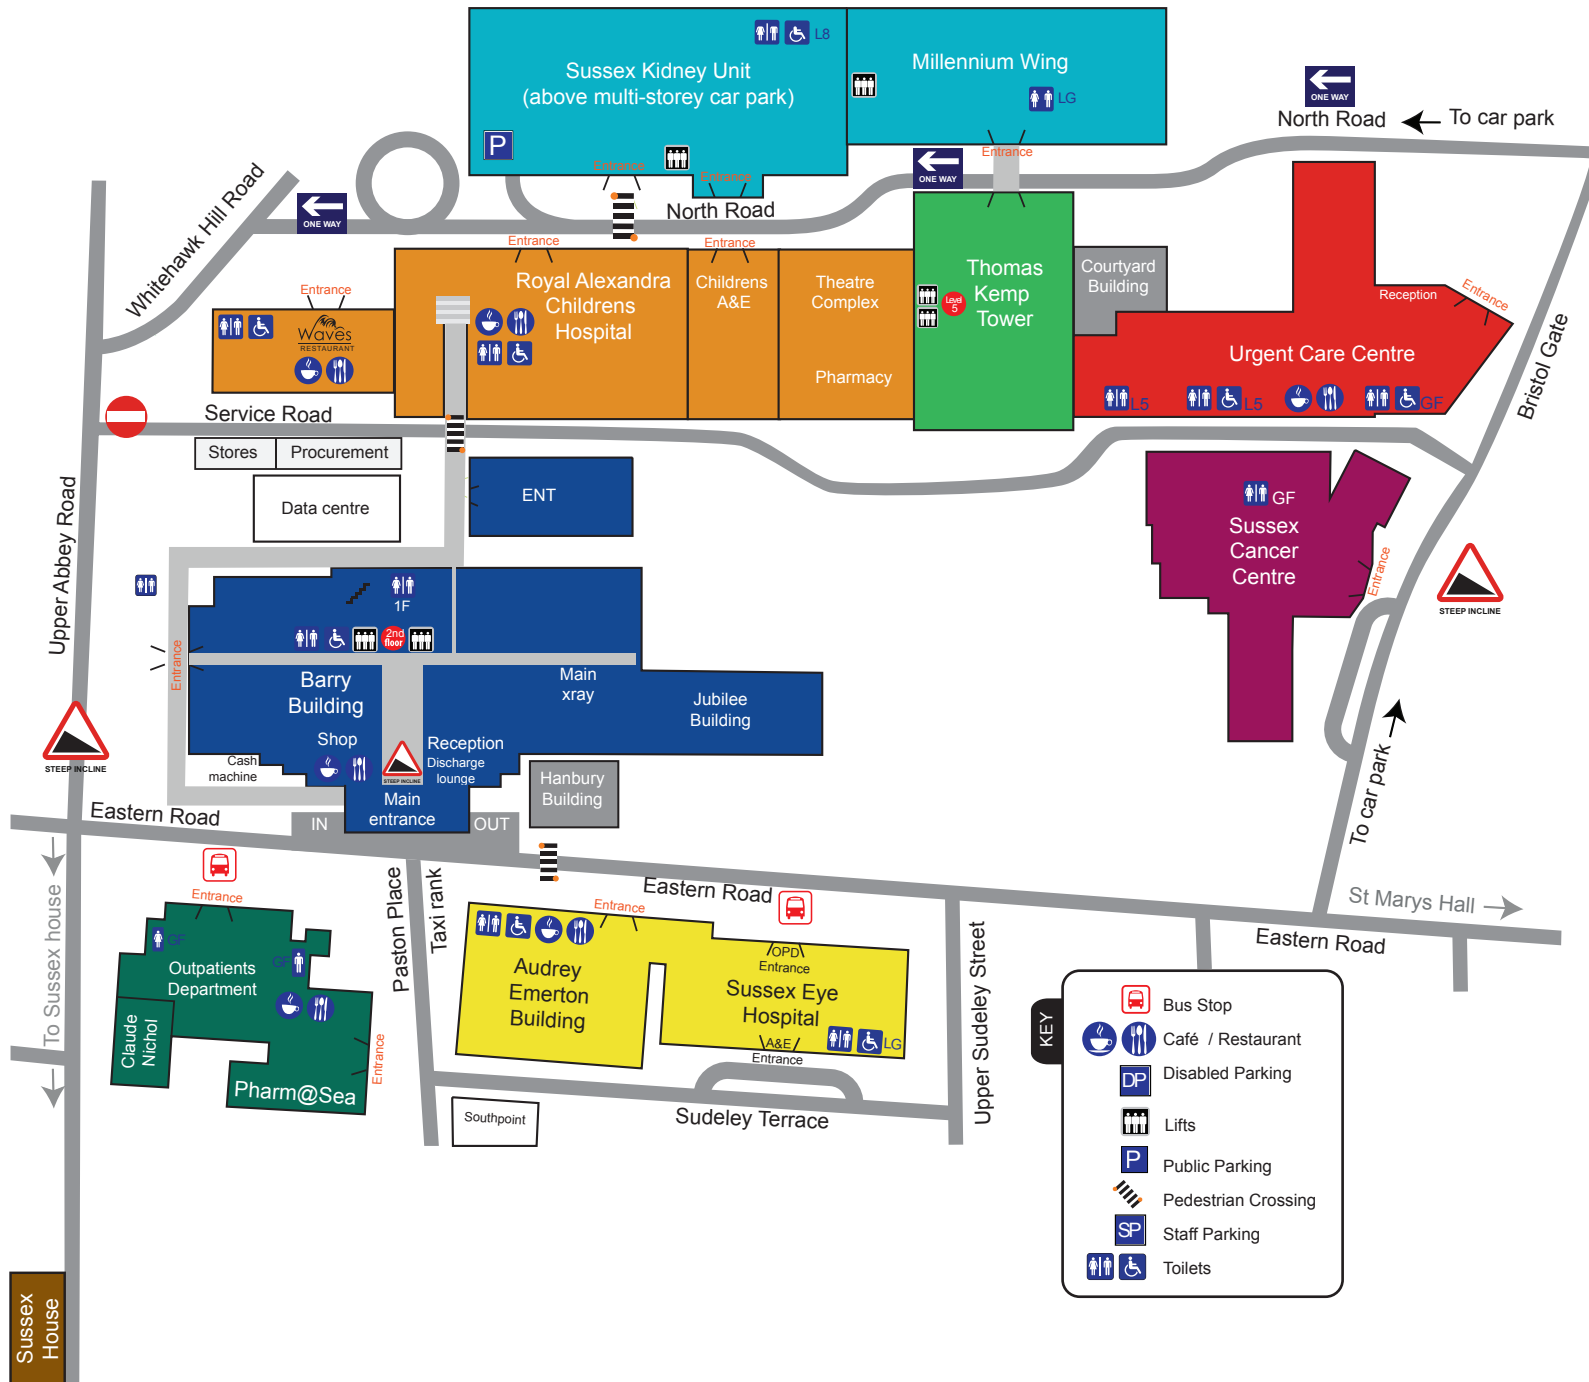 L8
Sussex Kidney Unit
(above multi-storey car park)
P
Entrance
Entrance
Millennium Wing
LG
Entrance
ONE WAY
ONE WAY
ONE WAY
North Road
To car park
North Road
Whitehawk Hill Road
Entrance
Waves
RESTAURANT
Entrance
Royal Alexandra
Childrens
Hospital
Entrance
Childrens
A&E
Theatre
Complex
Pharmacy
Level
5
Thomas
Kemp
Tower
Courtyard
Building
Reception
Entrance
Urgent Care Centre
L5
L5
GF
Bristol Gate
Service Road
Stores
Procurement
Data centre
ENT
Upper Abbey Road
GF
Sussex
Cancer
Centre
Entrance
STEEP INCLINE
1F
2nd
floor
Entrance
Barry
Building
Main
xray
Jubilee
Building
Shop
Reception
Discharge
lounge
STEEP INCLINE
Cash
machine
Main
entrance
Hanbury
Building
STEEP INCLINE
Eastern Road
IN
OUT
To car park
To Sussex house
Entrance
GF
GF
Outpatients
Department
Claude
Nichol
Pharm@Sea
Entrance
Paston Place
Taxi rank
Eastern Road
Entrance
Audrey
Emerton
Building
OPD
Entrance
Sussex Eye
Hospital
LG
A&E
Entrance
Southpoint
Sudeley Terrace
Upper Sudeley Street
St Marys Hall
Eastern Road
KEY
Bus Stop
Café / Restaurant
DP
Disabled Parking
Lifts
P
Public Parking
Pedestrian Crossing
SP
Staff Parking
Toilets
Sussex
House